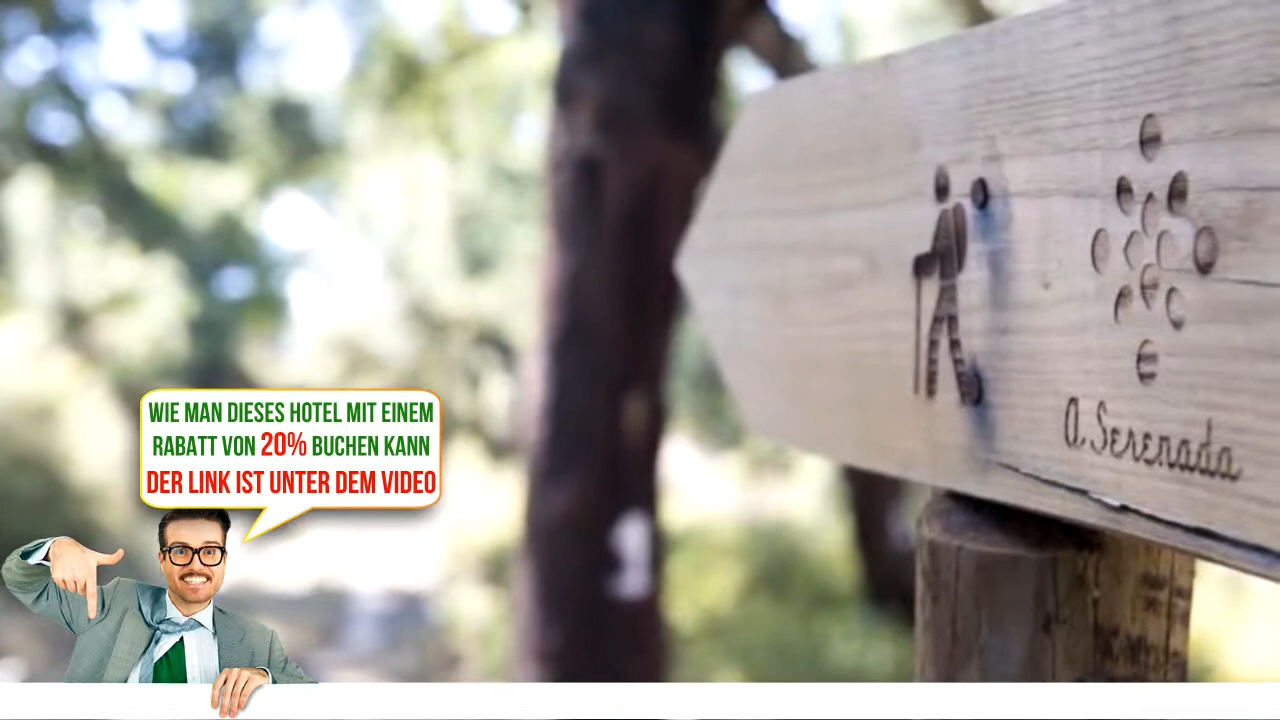 WIE MAN DIESES HOTEL MIT EINEM
RABATT VON 20% BUCHEN KANN
DER LINK IST UNTER DEM VIDEO
A. Serenada